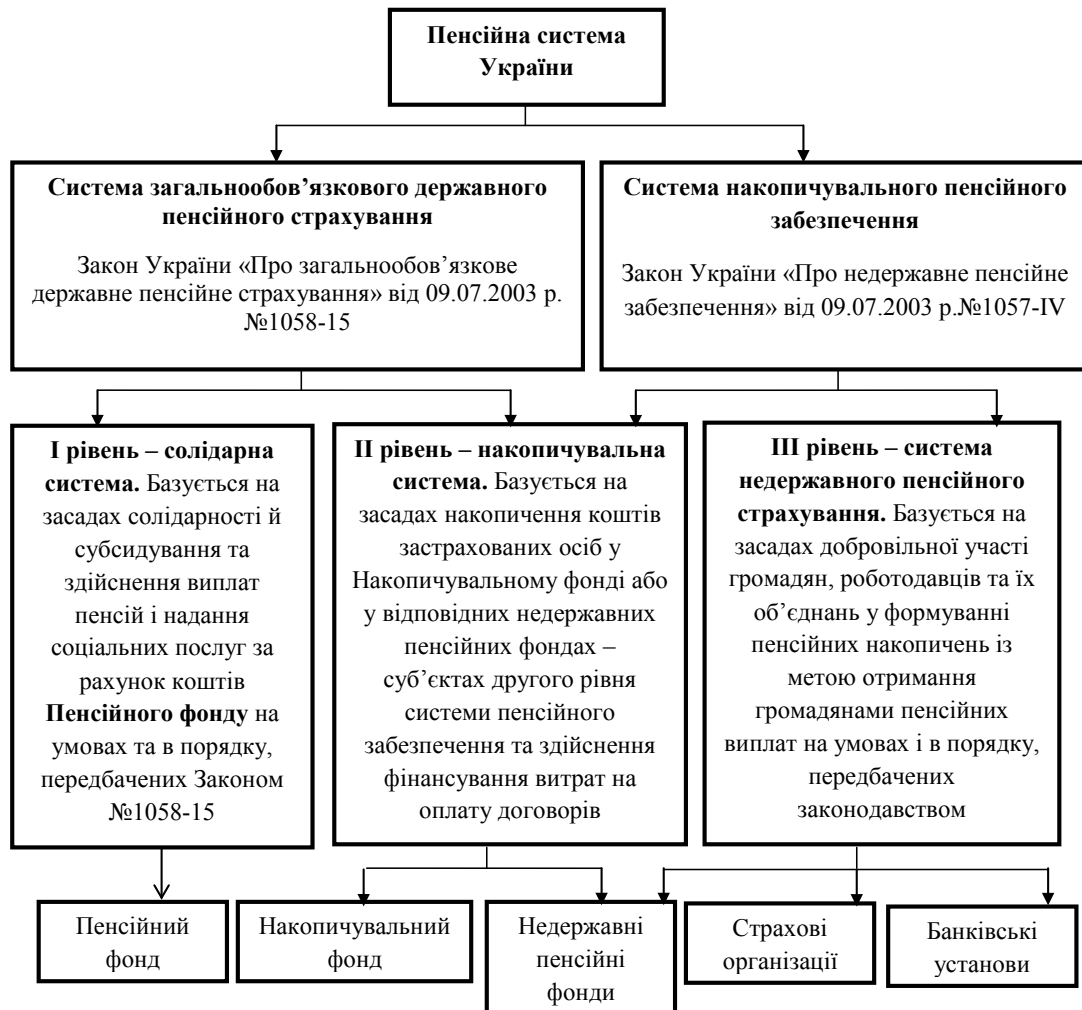 Пенсійна система
України
Система загальнообов’язкового державного
пенсійного страхування
Закон України «Про загальнообов’язкове
державне пенсійне страхування» від 09.07.2003 р.
№1058-15
Система накопичувального пенсійного
забезпечення
Закон України «Про недержавне пенсійне
забезпечення» від 09.07.2003 р.№1057-IV
І рівень – солідарна
система. Базується на
засадах солідарності й
субсидування та
здійснення виплат
пенсій і надання
соціальних послуг за
рахунок коштів
Пенсійного фонду на
умовах та в порядку,
передбачених Законом
№1058-15
ІІ рівень – накопичувальна
система. Базується на
засадах накопичення коштів
застрахованих осіб у
Накопичувальному фонді або
у відповідних недержавних
пенсійних фондах –
суб’єктах другого рівня
системи пенсійного
забезпечення та здійснення
фінансування витрат на
оплату договорів
ІІІ рівень – система
недержавного пенсійного
страхування. Базується на
засадах добровільної участі
громадян, роботодавців та їх
об’єднань у формуванні
пенсійних накопичень із
метою отримання
громадянами пенсійних
виплат на умовах і в порядку,
передбачених
законодавством
Пенсійний
фонд
Накопичувальний
фонд
Недержавні
пенсійні
фонди
Страхові
організації
Банківські
установи